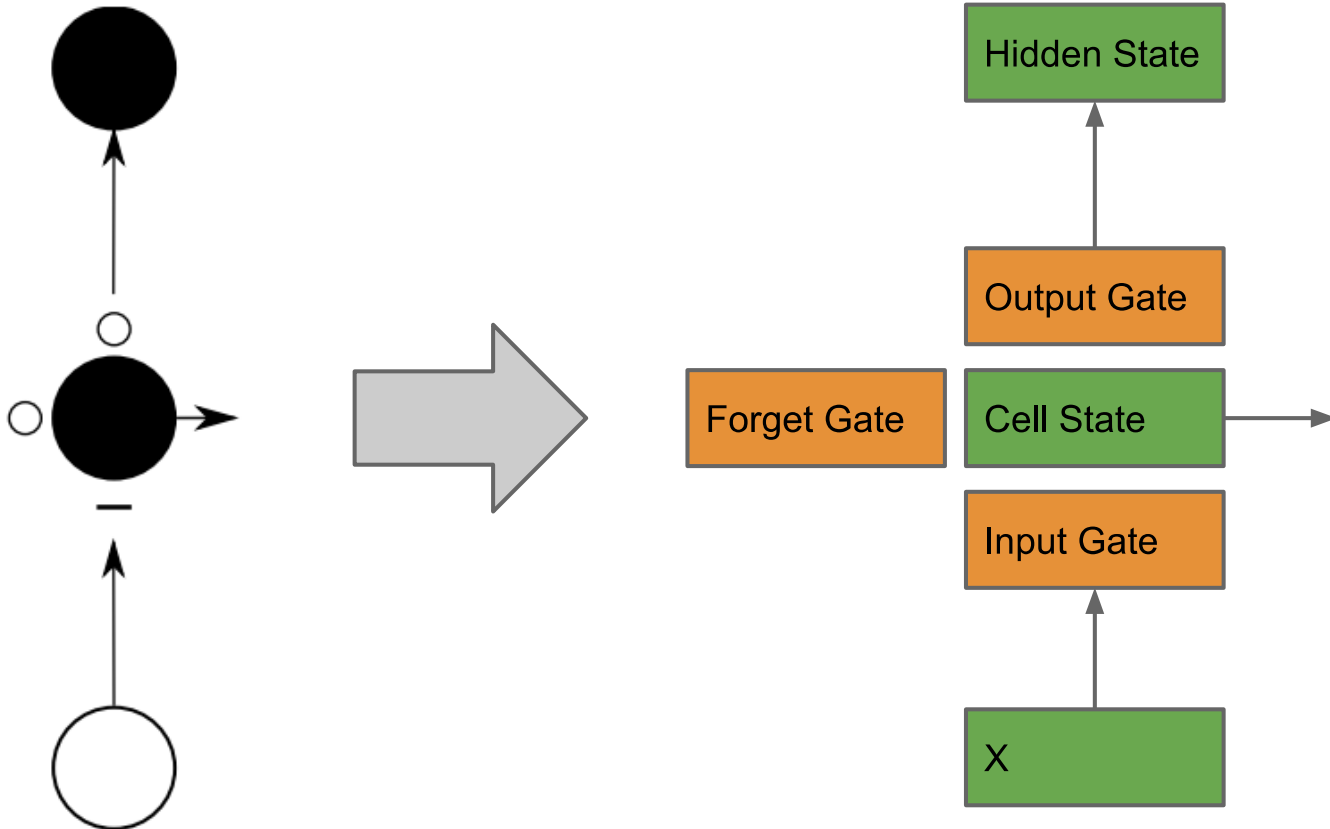 Hidden State
Output Gate
Forget Gate
Cell State
Input Gate
X